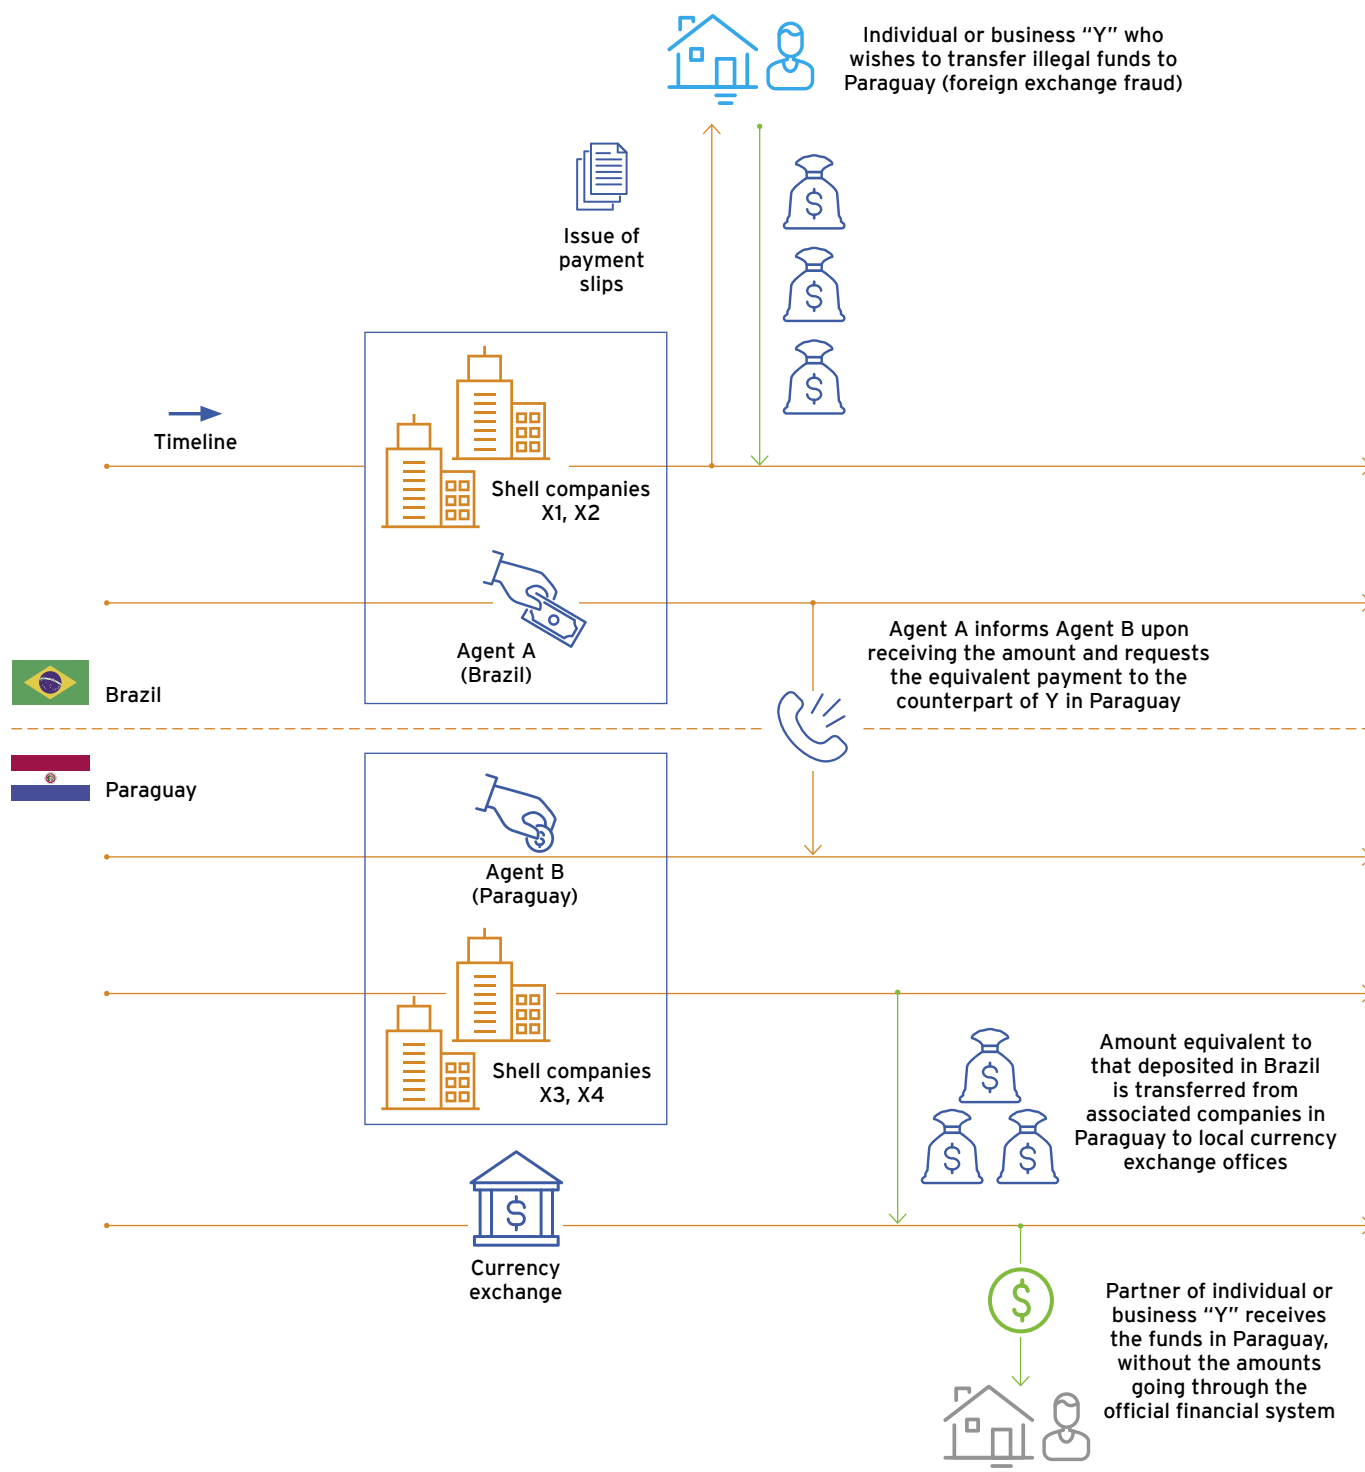 Individual or business “Y” who
wishes to transfer illegal funds to
Paraguay (foreign exchange fraud)
Issue of
payment
slips
Timeline
Shell companies
X1, X2
Agent A
(Brazil)
Agent A informs Agent B upon
receiving the amount and requests
the equivalent payment to the
counterpart of Y in Paraguay
Brazil
Paraguay
Agent B
(Paraguay)
Shell companies
X3, X4
Amount equivalent to
that deposited in Brazil
is transferred from
associated companies in
Paraguay to local currency
exchange offices
Currency
exchange
Partner of individual or
business “Y” receives
the funds in Paraguay,
without the amounts
going through the
official financial system